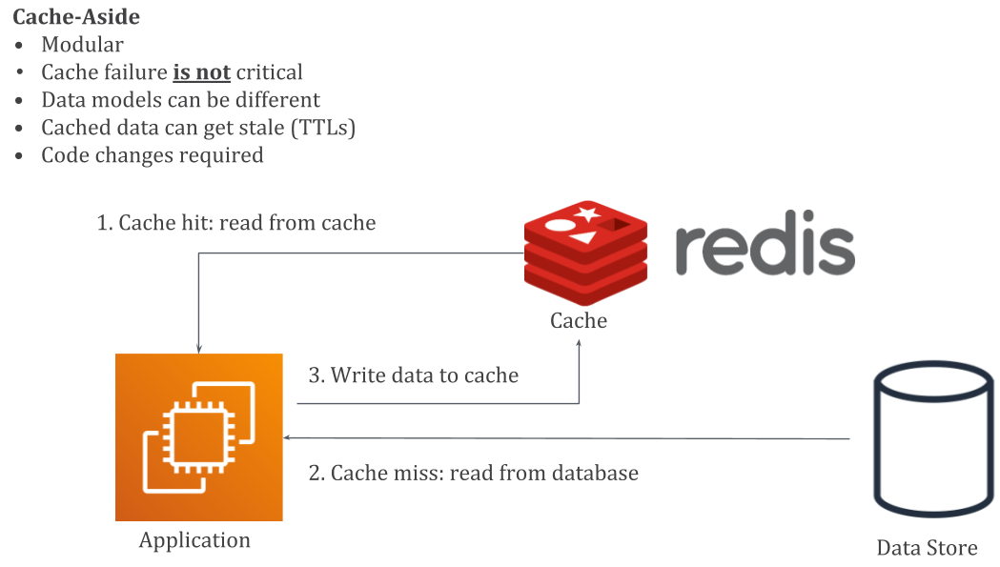 Cache-Aside
• Modular
• Cache failure is not critical
• Data models can be different
• Cached data can get stale (TTLs)
• Code changes required
1. Cache hit: read from cache
redis
Cache
3. Write data to cache
2. Cache miss: read from database
Application
Data Store